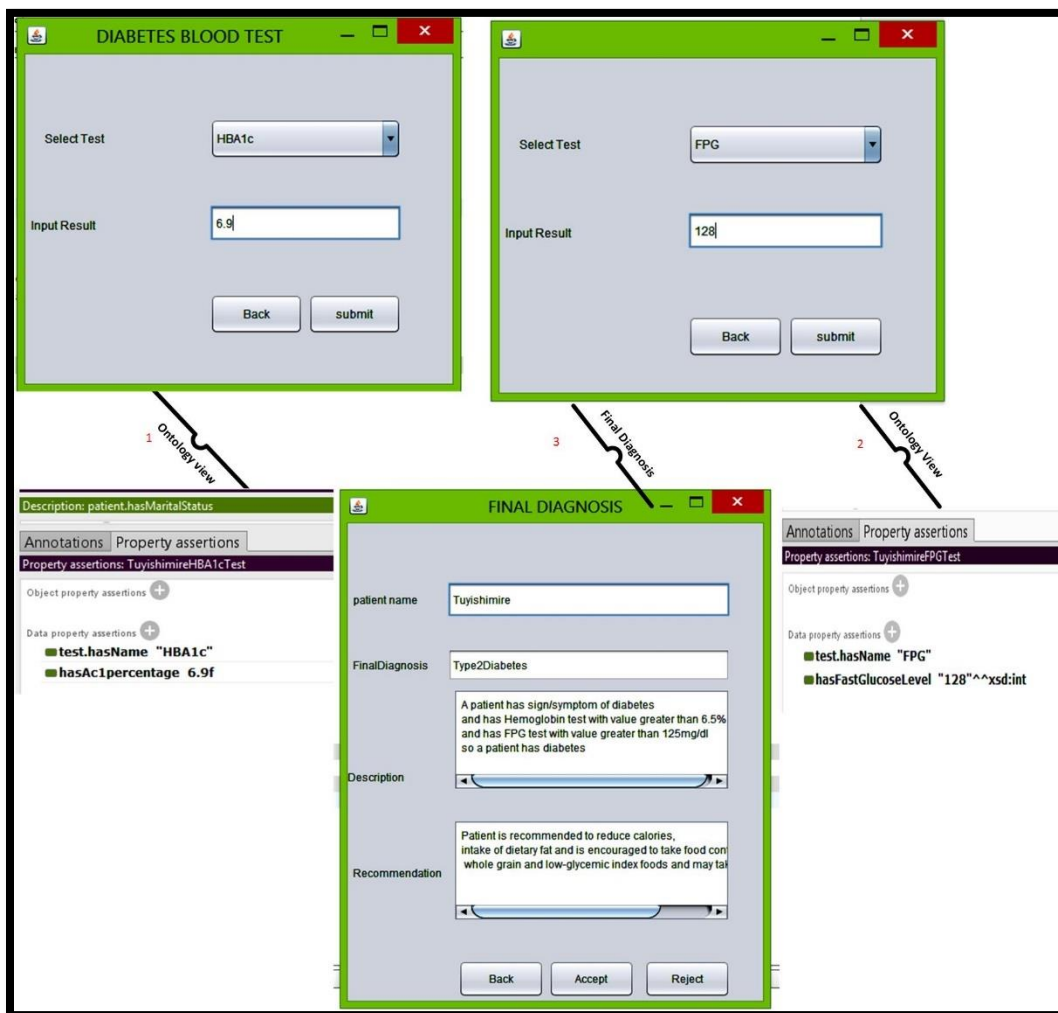 DIABETES BLOOD TEST
Select Test
HBA1c
Input Result
6.9
Back
submit
Select Test
FPG
Input Result
128
Back
submit
1
Ontology view
3
Final Diagnosis
2
Ontology View
Description: patient.hasMaritalStatus
Annotations Property assertions
Property assertions: TuyishimireHBA1cTest
Object property assertions
Data property assertions
test.hasName "HBA1c"
hasAc1percentage 6.9f
FINAL DIAGNOSIS
patient name
Tuyishimire
FinalDiagnosis
Type2Diabetes
Description
A patient has sign/symptom of diabetes
and has Hemoglobin test with value greater than 6.5%
and has FPG test with value greater than 125mg/dl
so a patient has diabetes
Recommendation
Patient is recommended to reduce calories,
intake of dietary fat and is encouraged to take food
whole grain and low-glycemic index foods and may
Back
Accept
Reject
Annotations Property assertions
Property assertions: TuyishimireFPGTest
Object property assertions
Data property assertions
test.hasName "FPG"
hasFastGlucoseLevel "128"^^xsd:int